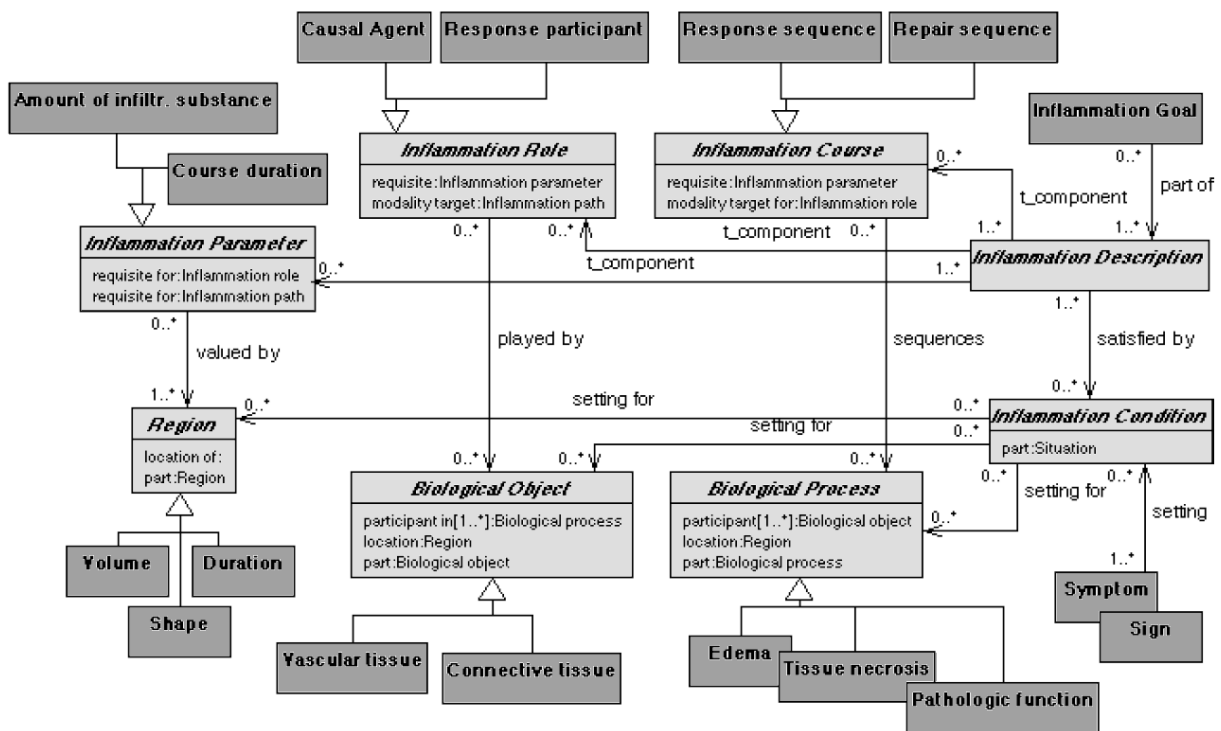 Causal Agent
Response participant
Response sequence
Repair sequence
Amount of infiltr. substance
Inflammation Goal
Course duration
Inflammation Role
requisite:Inflammation parameter
modality target:Inflammation path
Inflammation Course
requisite:Inflammation parameter
modality target for:Inflammation role
0..*
0..*
part of
t_component
1..*
1..*
Inflammation Parameter
requisite for:Inflammation role
requisite for:Inflammation path
0..*
0..*
0..*
t_component
0..*
t_component
1..*
Inflammation Description
0..*
1..*
0..*
valued by
played by
sequences
satisfied by
1..*
0..*
setting for
0..*
0..*
Region
location of:
part:Region
setting for
0..*
Inflammation Condition
part:Situation
0..*
0..*
0..*
0..*
0..*
setting for
0..*
setting
Biological Object
participant in[1..*]:Biological process
location:Region
part:Biological object
Biological Process
participant[1..*]:Biological object
location:Region
part:Biological process
0..*
1..*
Volume
Duration
Shape
Symptom
Sign
Vascular tissue
Connective tissue
Edema
Tissue necrosis
Pathologic function